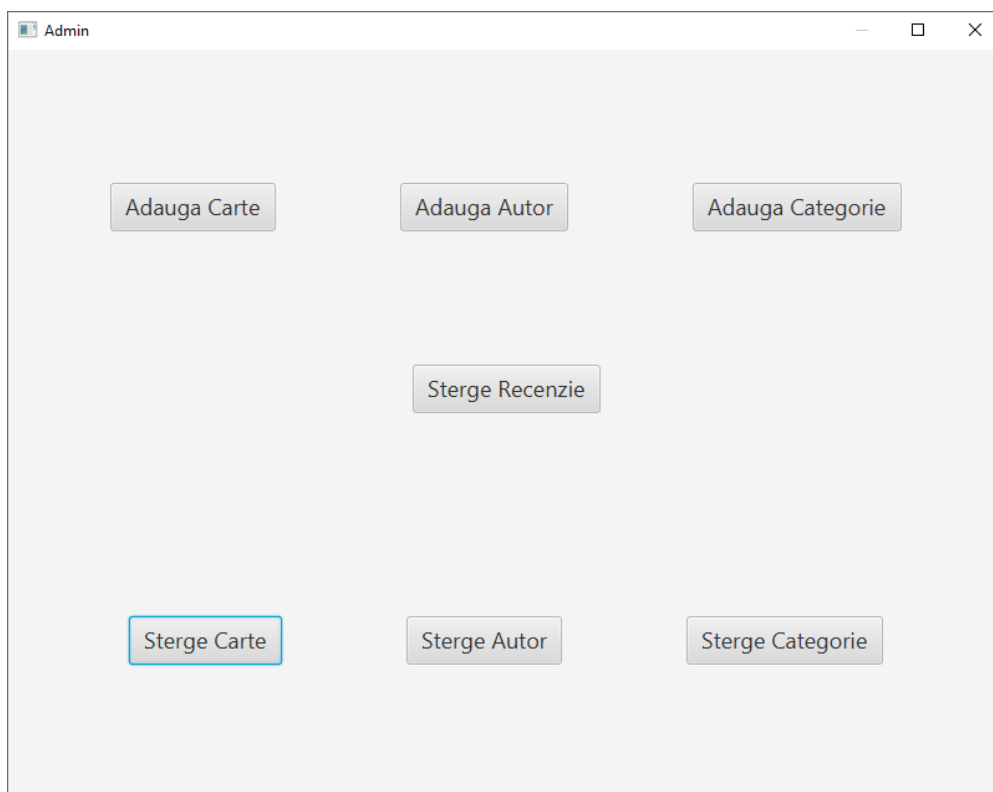 Admin
Adauga Carte
Adauga Autor
Adauga Categorie
Sterge Recenzie
Sterge Carte
Sterge Autor
Sterge Categorie